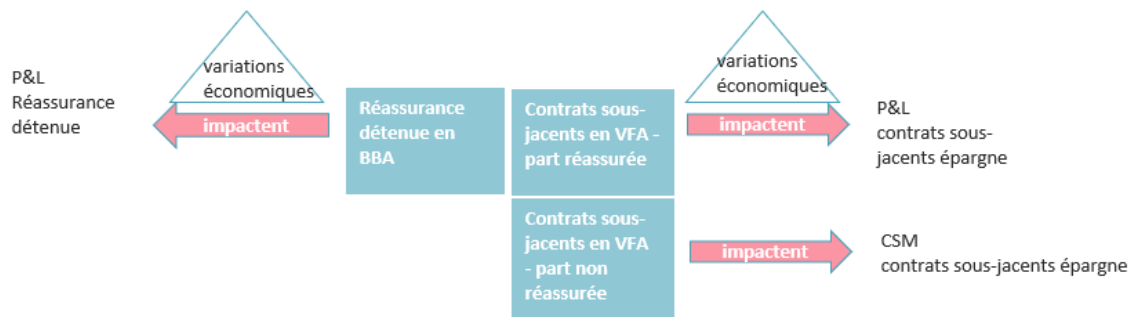 P&L
Réassurance
détenue
variations
économiques
impactent
Réassurance
détenue en
BBA
Contrats sous-
jacents en VFA -
part réassurée
variations
économiques
impactent
P&L
contrats sous-
jacents épargne
Contrats sous-
jacents en VFA
- part non
réassurée
impactent
CSM
contrats sous-jacents épargne